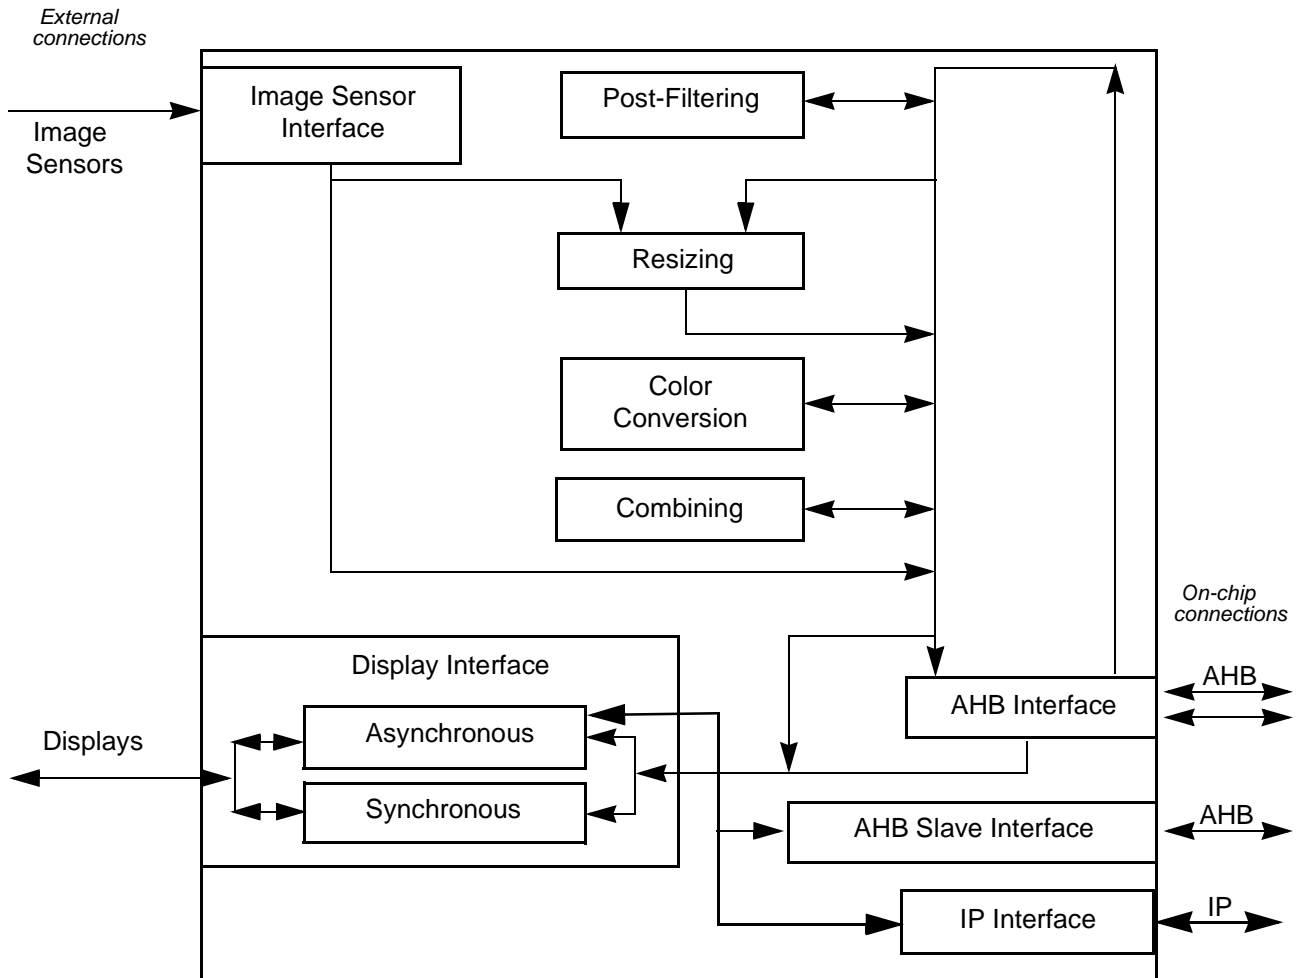 External
connections
Image Sensor
Interface
Post-Filtering
Image
Sensors
Resizing
Color
Conversion
Combining
On-chip
connections
Display Interface
AHB
AHB Interface
Asynchronous
Displays
Synchronous
AHB Slave Interface
AHB
IP Interface
IP